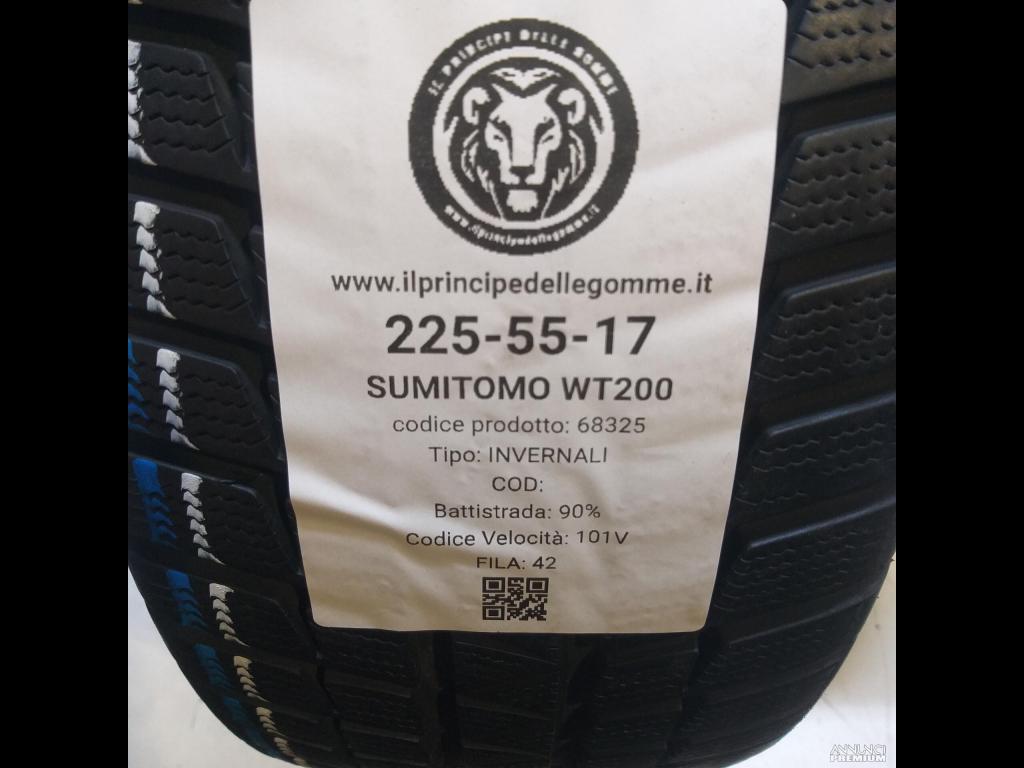 IL PRINCIPE DELLE GOMME
www.ilprincipedellegomme.it
www.ilprincipedellegomme.it
225-55-17
SUMITOMO WT200
codice prodotto: 68325
Tipo: INVERNALI
COD:
Battistrada: 90%
Codice Velocità: 101V
FILA: 42
ANNUNCI
PREMIUM